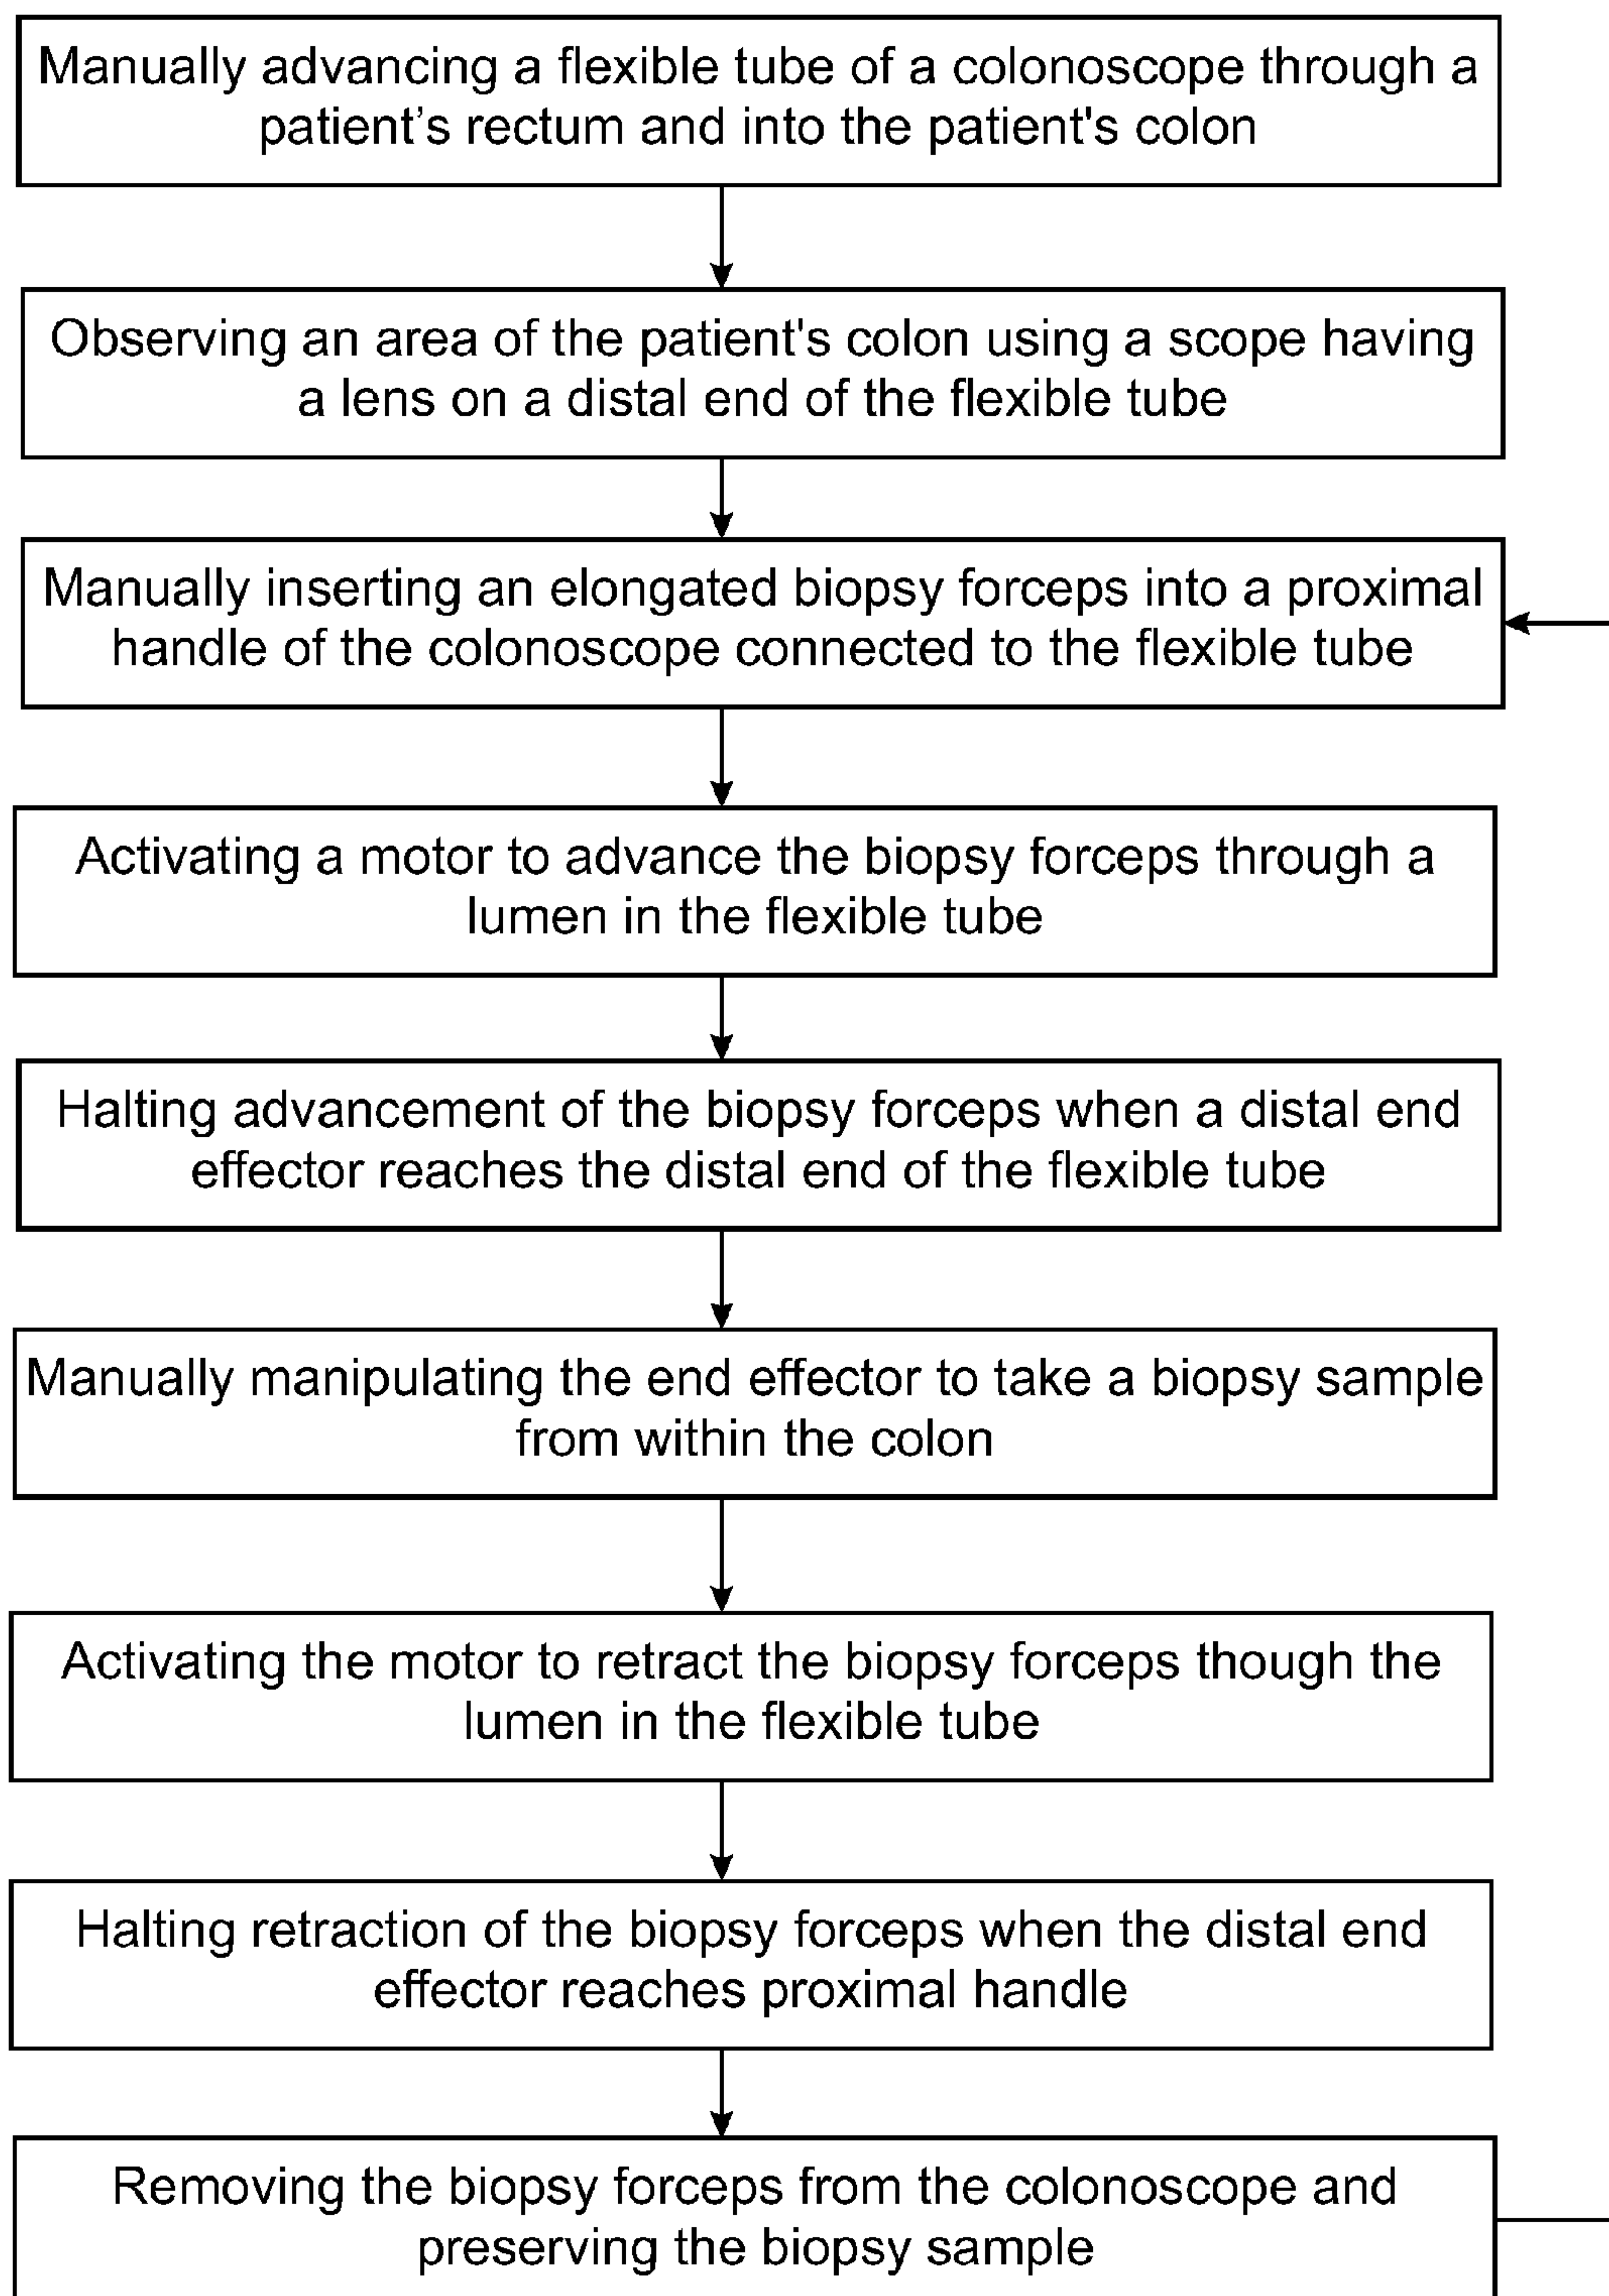 Manually advancing a flexible tube of a colonoscope through a
patient’s rectum and into the patient's colon
Observing an area of the patient's colon using a scope having
a lens on a distal end of the flexible tube
Manually inserting an elongated biopsy forceps into a proximal
handle of the colonoscope connected to the flexible tube
Activating a motor to advance the biopsy forceps through a
lumen in the flexible tube
Halting advancement of the biopsy forceps when a distal end
effector reaches the distal end of the flexible tube
Manually manipulating the end effector to take a biopsy sample
from within the colon
Activating the motor to retract the biopsy forceps though the
lumen in the flexible tube
Halting retraction of the biopsy forceps when the distal end
effector reaches proximal handle
Removing the biopsy forceps from the colonoscope and
preserving the biopsy sample